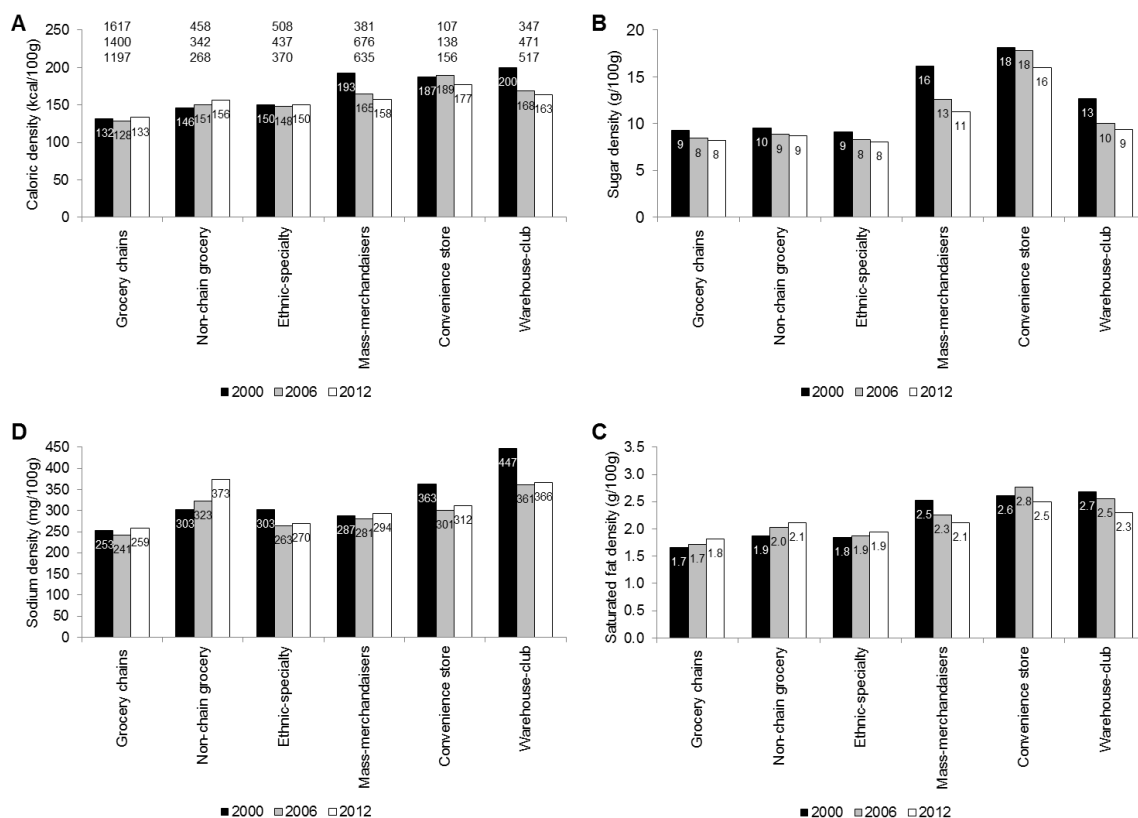 A
1617 458 508 381 107 347
1400 342 437 676 138 471
1197 268 370 635 156 517
Caloric density (kcal/100g)
250
200
150
100
50
0
132 128 133
146 151 156
150 148 150
193 165 158
187 189 177
200 168 163
Grocery chains
Non-chain grocery
Ethnic-specialty
Mass-merchandaisers
Convenience store
Warehouse-club
2000 2006 2012
B
Sugar density (g/100g)
20
15
10
5
0
9 8 8
10 9 9
9 8 8
16 13 11
18 18 16
13 10 9
Grocery chains
Non-chain grocery
Ethnic-specialty
Mass-merchandaisers
Convenience store
Warehouse-club
2000 2006 2012
D
Sodium density (mg/100g)
450
400
350
300
250
200
150
100
50
0
253 241 259
303 323 373
303 263 270
287 281 294
363 301 312
447 361 366
Grocery chains
Non-chain grocery
Ethnic-specialty
Mass-merchandaisers
Convenience store
Warehouse-club
2000 2006 2012
C
Saturated fat density (g/100g)
3.5
3.0
2.5
2.0
1.5
1.0
0.5
0.0
1.7 1.7 1.8
1.9 2.0 2.1
1.8 1.9 1.9
2.5 2.3 2.1
2.6 2.8 2.5
2.7 2.5 2.3
Grocery chains
Non-chain grocery
Ethnic-specialty
Mass-merchandaisers
Convenience store
Warehouse-club
2000 2006 2012